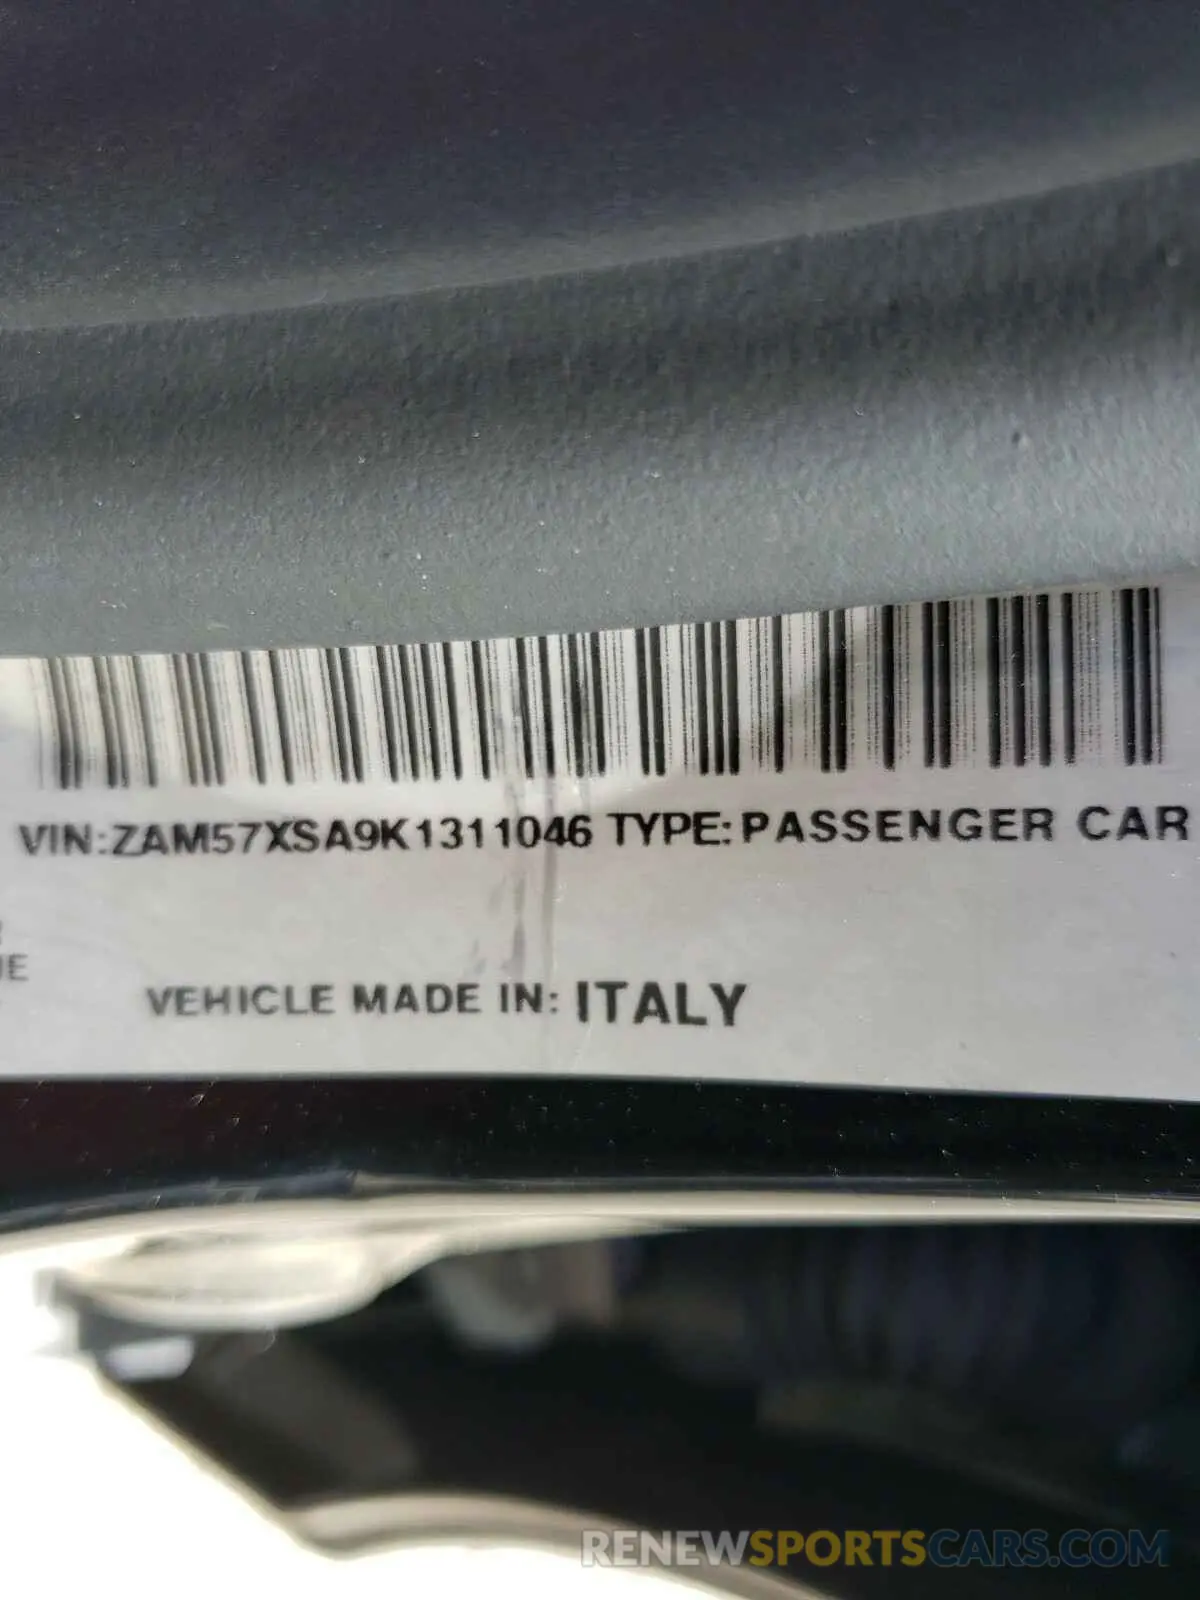 VIN:ZAM57XSA9K1311046 TYPE:PASSENGER CAR
VEHICLE MADE IN: ITALY
RENEWSPORTSCARS.COM